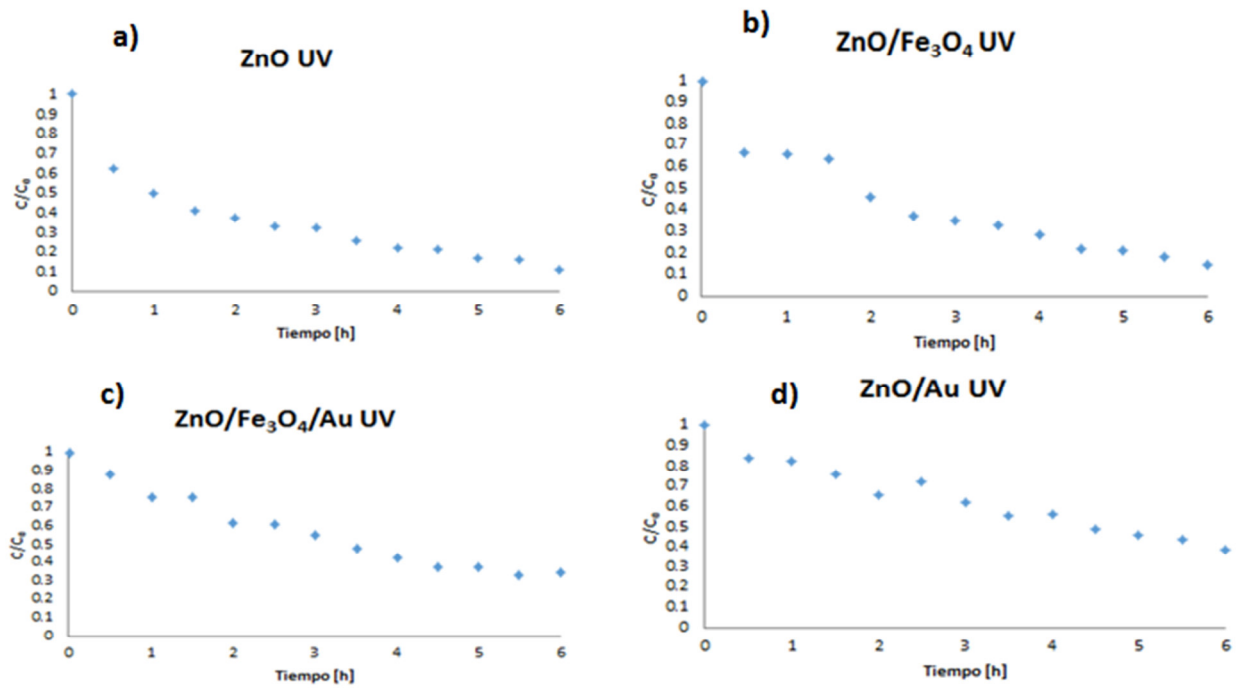 a)
ZnO UV
1
0.9
0.8
0.7
0.6
0.5
0.4
0.3
0.2
0.1
0
C/C₀
0 1 2 3 4 5 6
Tiempo [h]
b)
ZnO/Fe₃O₄ UV
1
0.9
0.8
0.7
0.6
0.5
0.4
0.3
0.2
0.1
0
C/C₀
0 1 2 3 4 5 6
Tiempo [h]
c)
ZnO/Fe₃O₄/Au UV
1
0.9
0.8
0.7
0.6
0.5
0.4
0.3
0.2
0.1
0
C/C₀
0 1 2 3 4 5 6
Tiempo [h]
d)
ZnO/Au UV
1
0.9
0.8
0.7
0.6
0.5
0.4
0.3
0.2
0.1
0
C/C₀
0 1 2 3 4 5 6
Tiempo [h]